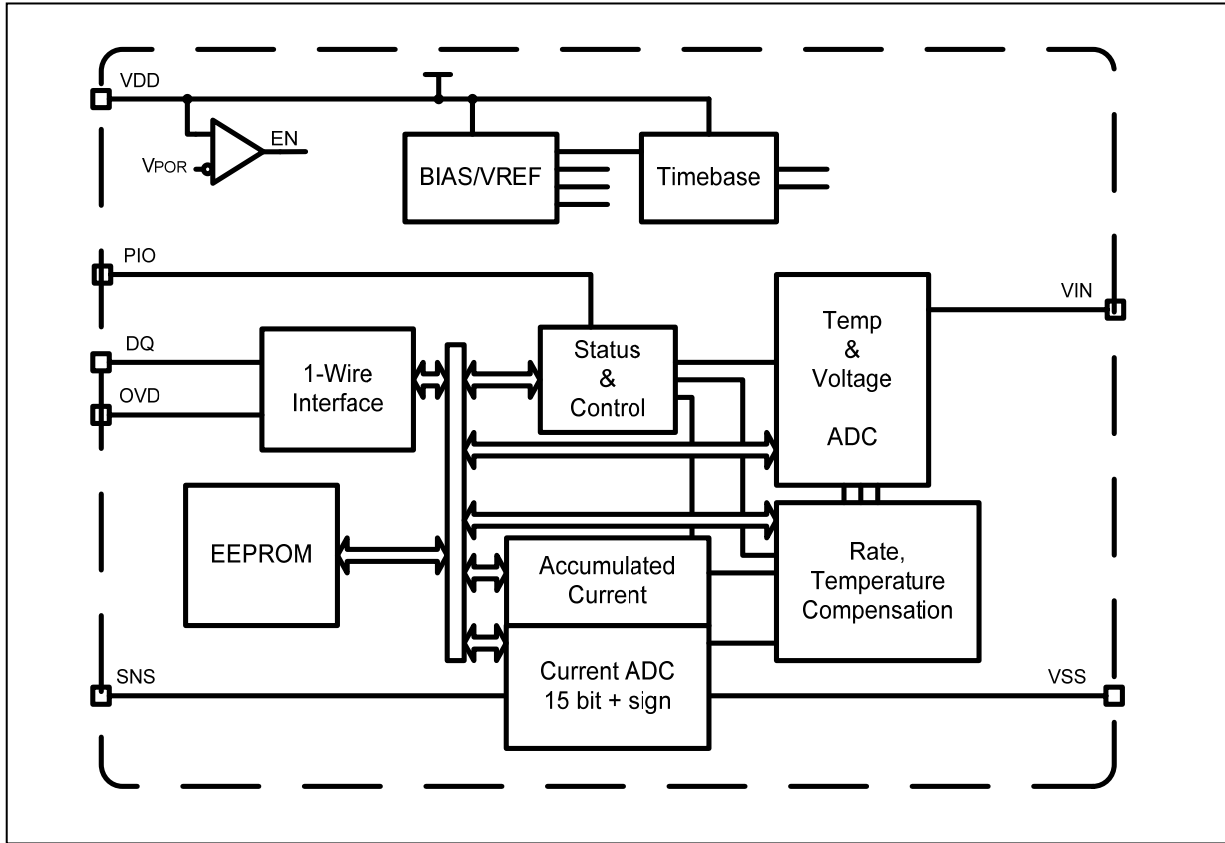 VDD
EN
VPOR
BIAS/VREF
Timebase
PIO
VIN
DQ
OVD
1-Wire
Interface
Status
&
Control
Temp
&
Voltage
ADC
EEPROM
Accumulated
Current
Rate,
Temperature
Compensation
SNS
Current ADC
15 bit + sign
VSS